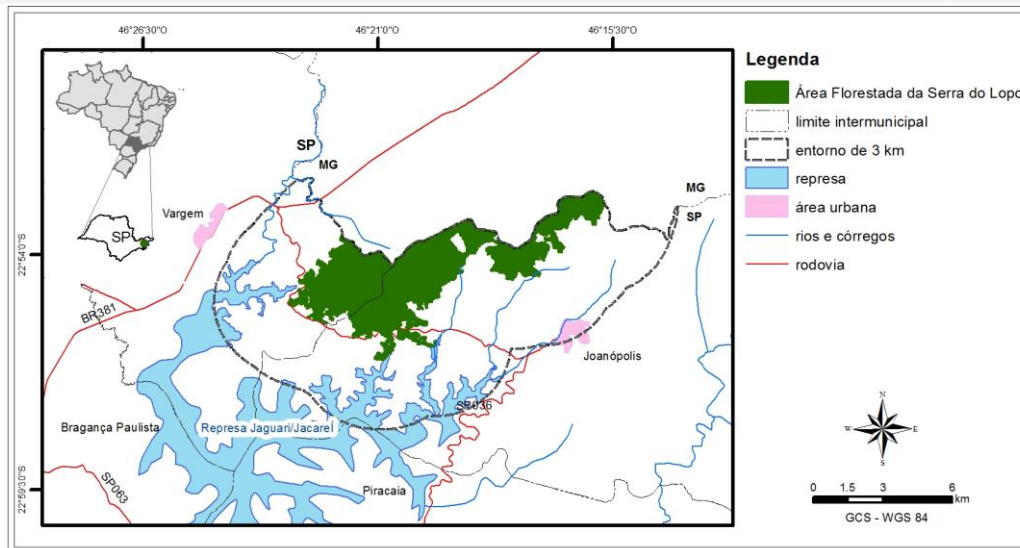 46°26'30"O
46°21'0"O
46°15'30"O
22°54'0"S
22°59'30"S
SP
SP
MG
MG
SP
Vargem
BR381
Joanópolis
SP036
Bragança Paulista
Represa Jaguari/Jacareí
Piracaia
SP063
Legenda
Área Florestada da Serra do Lopo
limite intermunicipal
entorno de 3 km
represa
área urbana
rios e córregos
rodovia
N
W
E
S
0 1.5 3 6
km
GCS - WGS 84